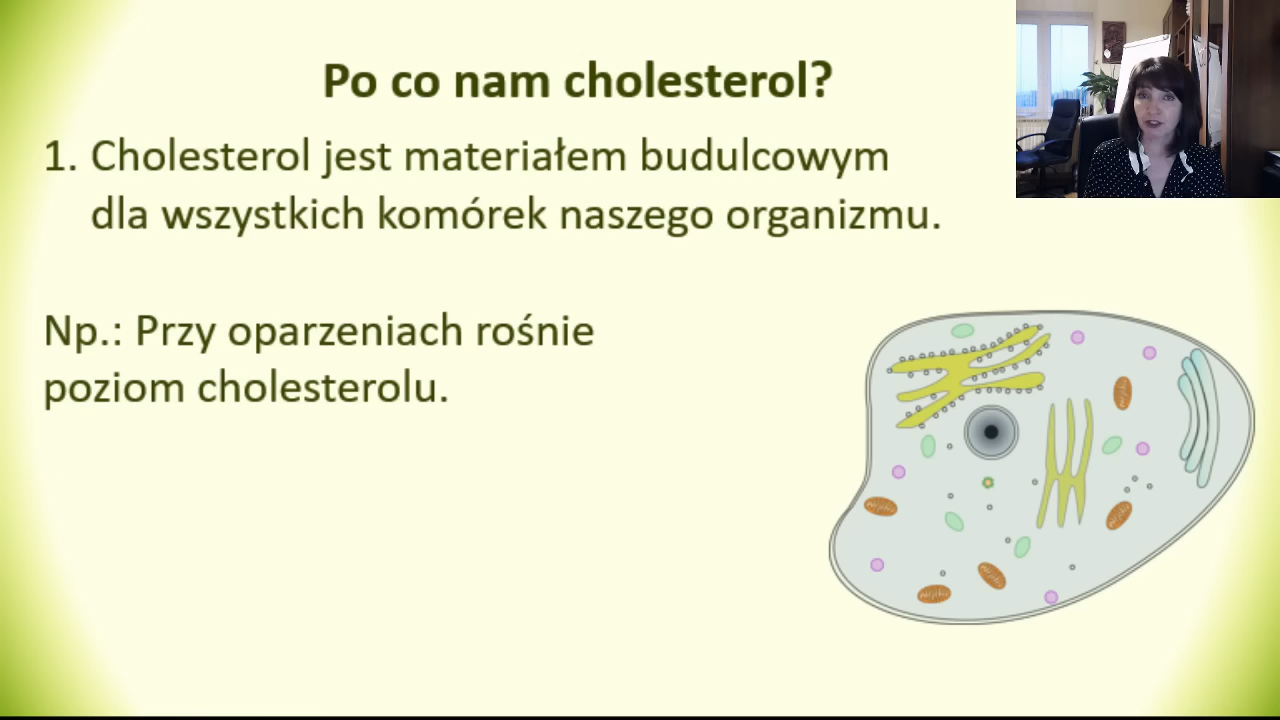 Po co nam cholesterol?
1. Cholesterol jest materiałem budulcowym
dla wszystkich komórek naszego organizmu.
Np.: Przy oparzeniach rośnie
poziom cholesterolu.